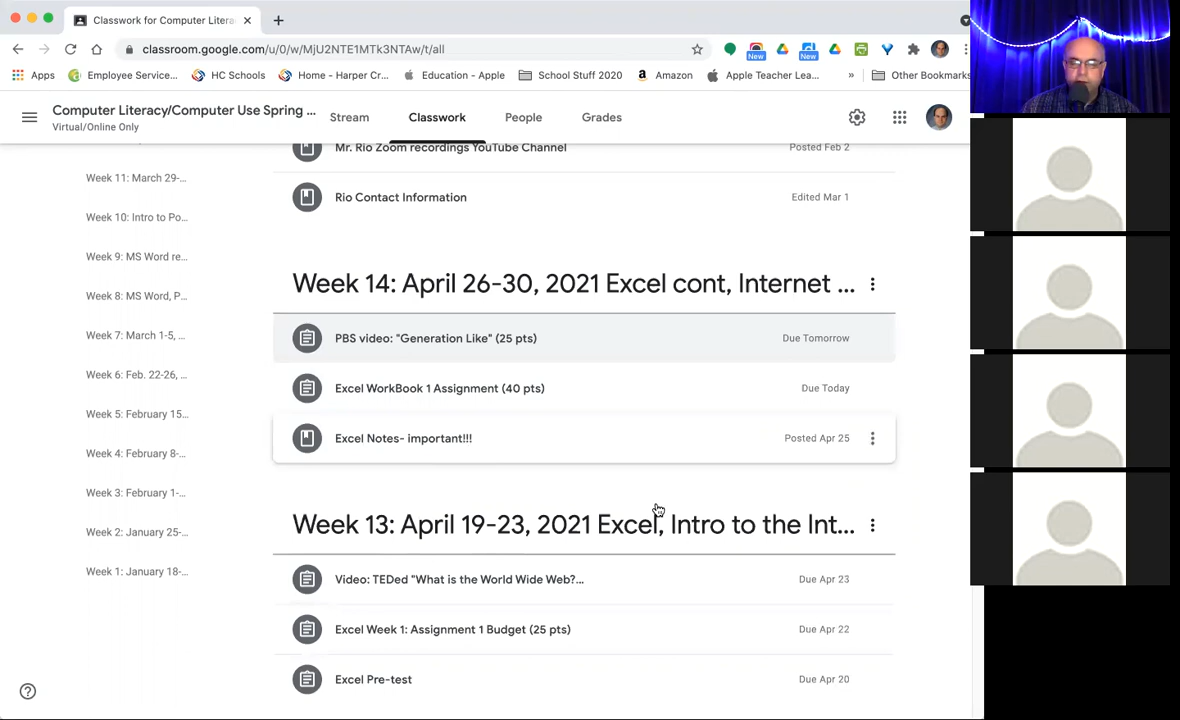 Classwork for Computer Litera
classroom.google.com/u/0/w/MjU2NTE1MTk3NTAw/t/all
New
New
Apps
Employee Service...
HC Schools
Home - Harper Cr...
Education - Apple
School Stuff 2020
Amazon
Apple Teacher Lea...
»
Other Bookmarks
Computer Literacy/Computer Use Spring ...
Virtual/Online Only
Stream
Classwork
People
Grades
Mr. Rio Zoom recordings YouTube Channel
Posted Feb 2
Week 11: March 29-...
Rio Contact Information
Edited Mar 1
Week 10: Intro to Po...
Week 9: MS Word re...
Week 8: MS Word, P...
Week 7: March 1-5, ...
Week 6: Feb. 22-26, ...
Week 5: February 15...
Week 4: February 8-...
Week 3: February 1-...
Week 2: January 25-...
Week 1: January 18-...
Week 14: April 26-30, 2021 Excel cont, Internet ...
PBS video: "Generation Like" (25 pts)
Due Tomorrow
Excel WorkBook 1 Assignment (40 pts)
Due Today
Excel Notes- important!!!
Posted Apr 25
Week 13: April 19-23, 2021 Excel, Intro to the Int...
Video: TEDed "What is the World Wide Web?...
Due Apr 23
Excel Week 1: Assignment 1 Budget (25 pts)
Due Apr 22
Excel Pre-test
Due Apr 20